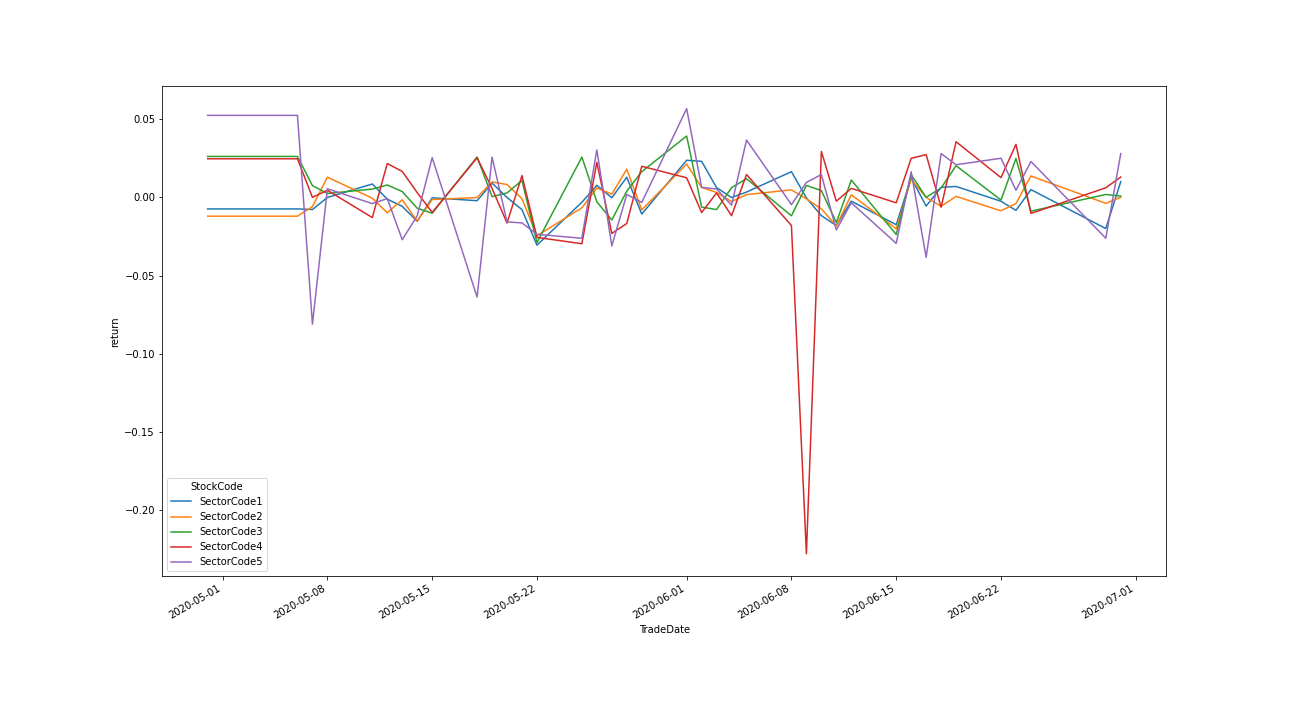 0.05
0.00
−0.05
−0.10
−0.15
−0.20
return
StockCode
SectorCode1
SectorCode2
SectorCode3
SectorCode4
SectorCode5
2020-05-01
2020-05-08
2020-05-15
2020-05-22
2020-06-01
2020-06-08
2020-06-15
2020-06-22
2020-07-01
TradeDate